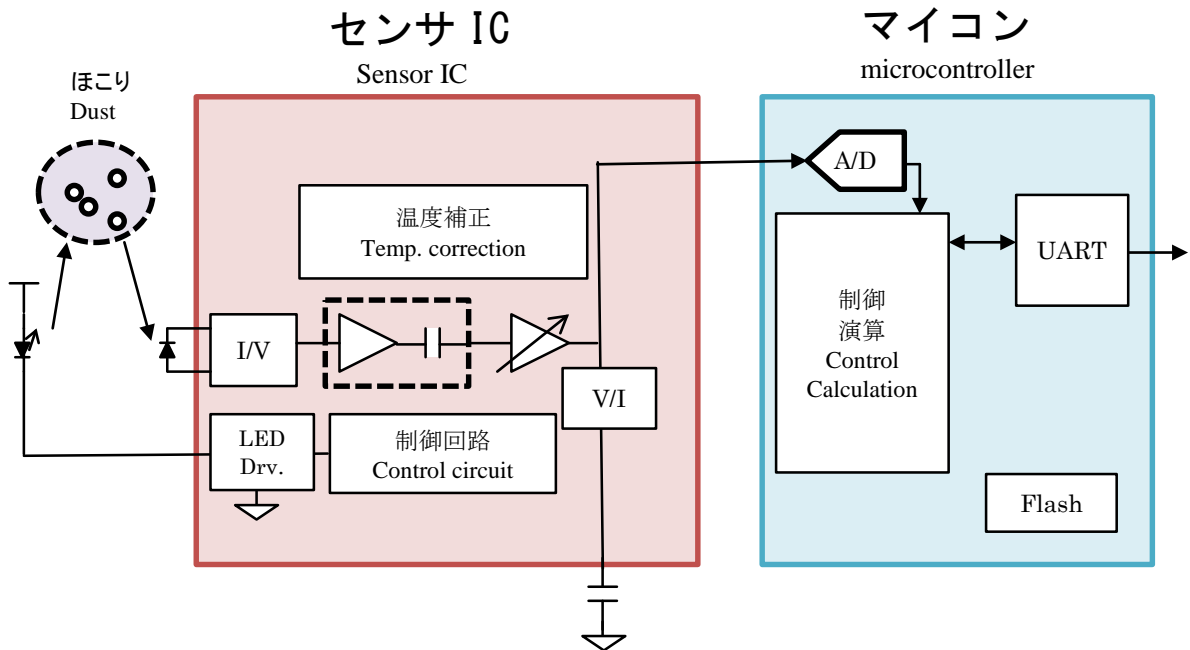 センサ IC
Sensor IC
マイコン
microcontroller
ほこり
Dust
A/D
温度補正
Temp. correction
UART
制御
演算
Control
Calculation
I/V
V/I
LED
Drv.
制御回路
Control circuit
Flash